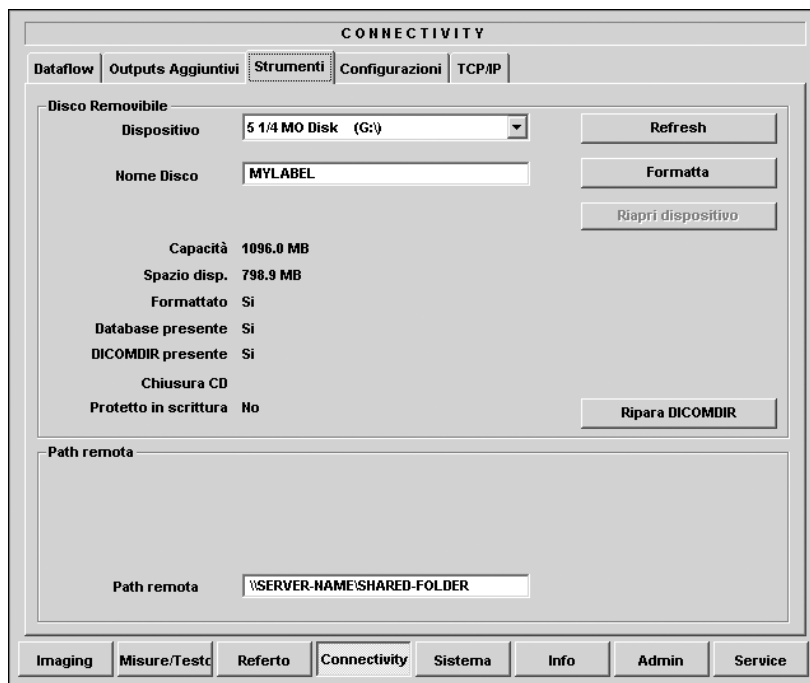 CONNECTIVITY
Dataflow Outputs Aggiuntivi Strumenti Configurazioni TCP/IP
Disco Removibile
Dispositivo 5 1/4 MO Disk (G:\) Refresh
Nome Disco MYLABEL Formatta
Riapri dispositivo
Capacità 1096.0 MB
Spazio disp. 798.9 MB
Formattato Si
Database presente Si
DICOMDIR presente Si
Chiusura CD
Protetto in scrittura No Ripara DICOMDIR
Path remota
Path remota \\SERVER-NAME\SHARED-FOLDER
Imaging Misure/Testo Referto Connectivity Sistema Info Admin Service